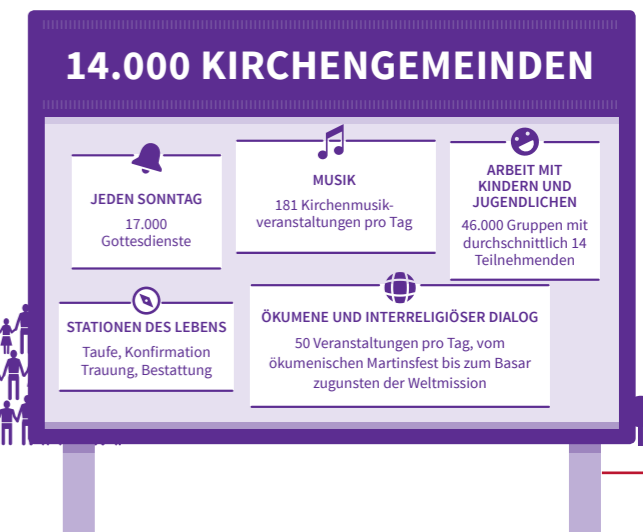 14.000 KIRCHENGEMEINDEN
JEDEN SONNTAG
17.000
Gottesdienste
MUSIK
181 Kirchenmusik-
veranstaltungen pro Tag
ARBEIT MIT
KINDERN UND
JUGENDLICHEN
46.000 Gruppen mit
durchschnittlich 14
Teilnehmenden
STATIONEN DES LEBENS
Taufe, Konfirmation
Trauung, Bestattung
ÖKUMENE UND INTERRELIGIÖSER DIALOG
50 Veranstaltungen pro Tag, vom
ökumenischen Martinsfest bis zum Basar
zugunsten der Weltmission